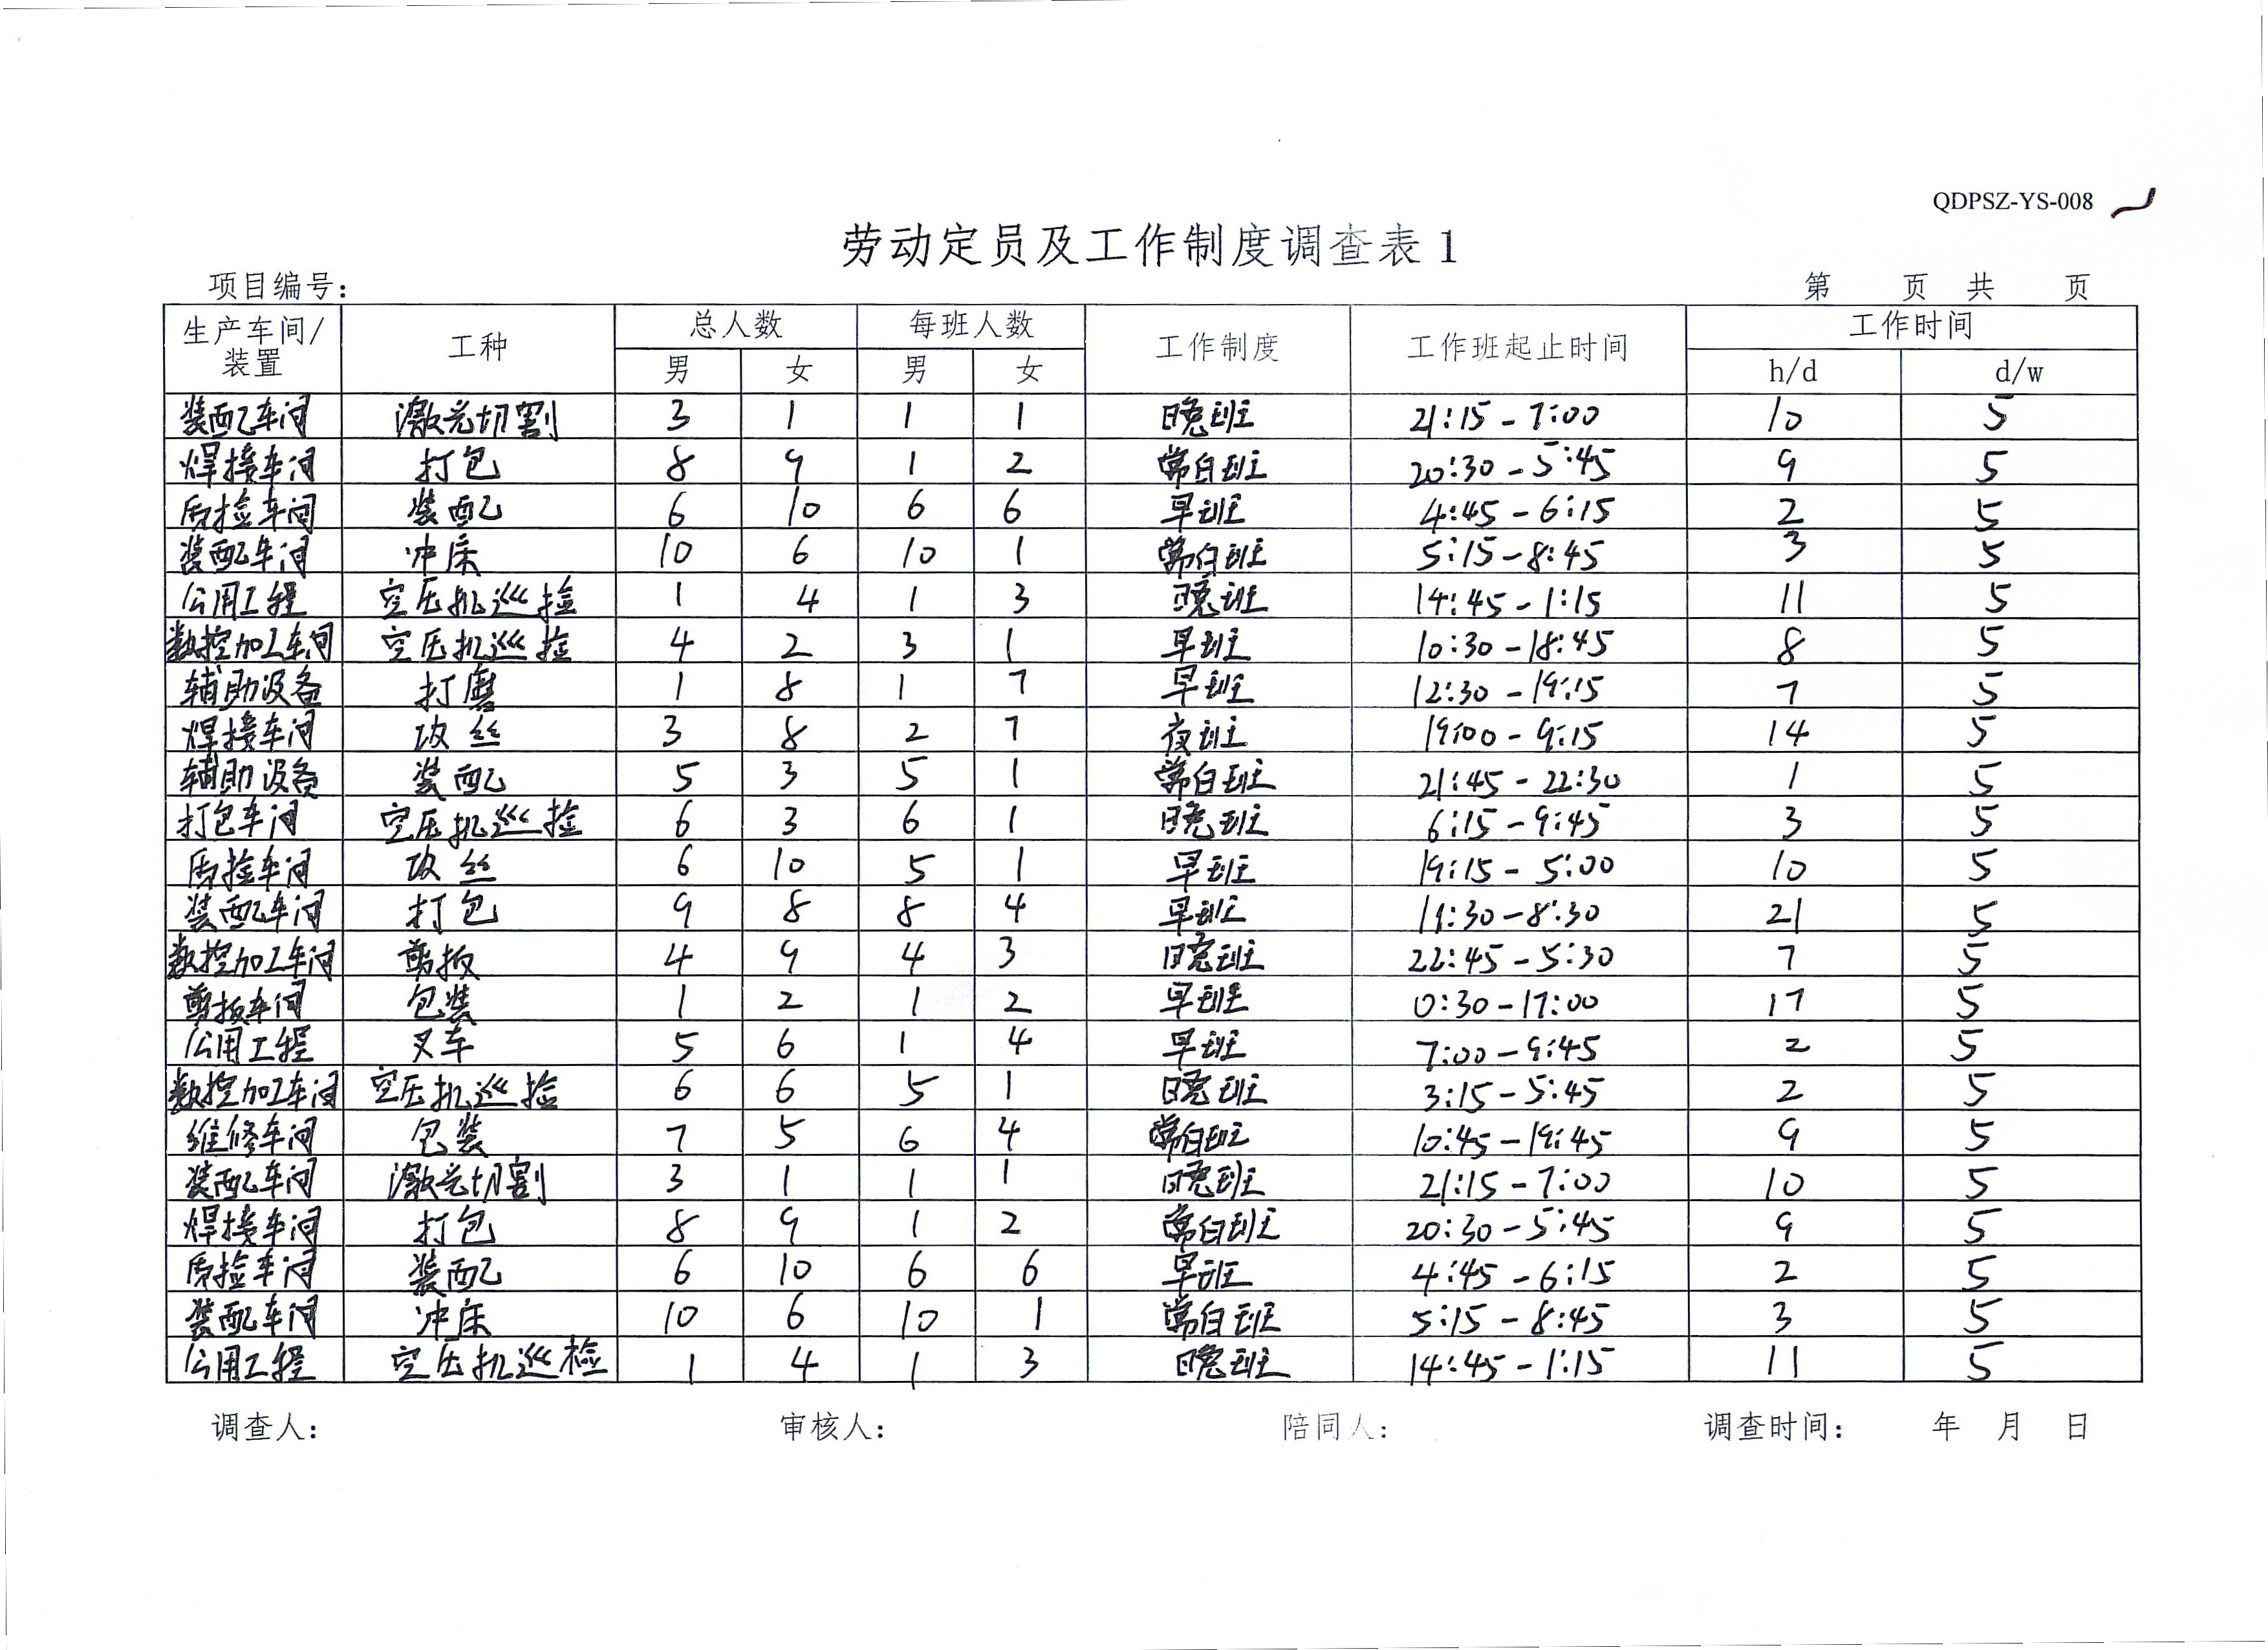 QDPSZ-YS-008
劳动定员及工作制度调查表1
项目编号： 第 页 共 页
生产车间/装置 工种 总人数 每班人数 工作制度 工作班起止时间 工作时间
男 女 男 女 h/d d/w
装配车间 激光切割 3 1 1 1 晚班 21:15-7:00 10 5
焊接车间 打包 8 9 1 2 常白班 20:30-5:45 9 5
质检车间 装配 6 10 6 6 早班 4:45-6:15 2 5
装配车间 冲床 10 6 10 1 常白班 5:15-8:45 3 5
公用工程 空压机巡检 1 4 1 3 晚班 14:45-1:15 11 5
数控加工车间 空压机巡检 4 2 3 1 早班 10:30-18:45 8 5
辅助设备 打磨 1 8 1 7 早班 12:30-19:15 7 5
焊接车间 攻丝 3 8 2 7 夜班 19:00-9:15 14 5
辅助设备 装配 5 3 5 1 常白班 21:45-22:30 1 5
打包车间 空压机巡检 6 3 6 1 晚班 6:15-9:45 3 5
质检车间 攻丝 6 10 5 1 早班 19:15-5:00 10 5
装配车间 打包 9 8 8 4 早班 11:30-8:30 21 5
数控加工车间 剪板 4 9 4 3 晚班 22:45-5:30 7 5
剪板车间 包装 1 2 1 2 早班 0:30-17:00 17 5
公用工程 叉车 5 6 1 4 早班 7:00-9:45 2 5
数控加工车间 空压机巡检 6 6 5 1 晚班 3:15-5:45 2 5
维修车间 包装 7 5 6 4 常白班 10:45-19:45 9 5
装配车间 激光切割 3 1 1 1 晚班 21:15-7:00 10 5
焊接车间 打包 8 9 1 2 常白班 20:30-5:45 9 5
质检车间 装配 6 10 6 6 早班 4:45-6:15 2 5
装配车间 冲床 10 6 10 1 常白班 5:15-8:45 3 5
公用工程 空压机巡检 1 4 1 3 晚班 14:45-1:15 11 5
调查人： 审核人： 陪同人： 调查时间： 年 月 日